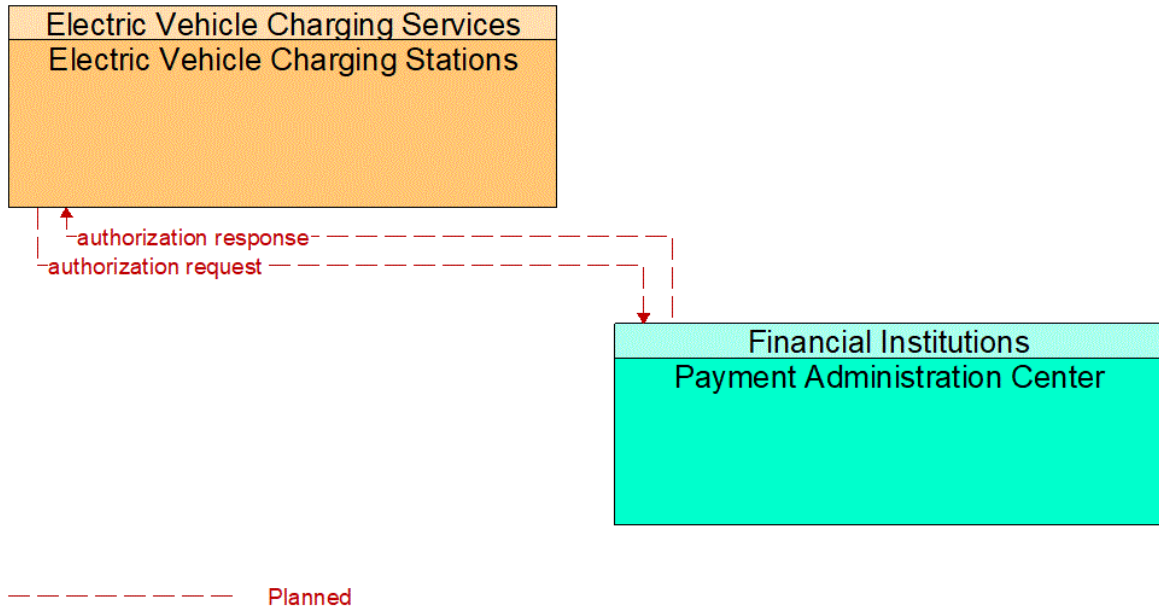 Electric Vehicle Charging Services
Electric Vehicle Charging Stations
authorization response
authorization request
Financial Institutions
Payment Administration Center
Planned